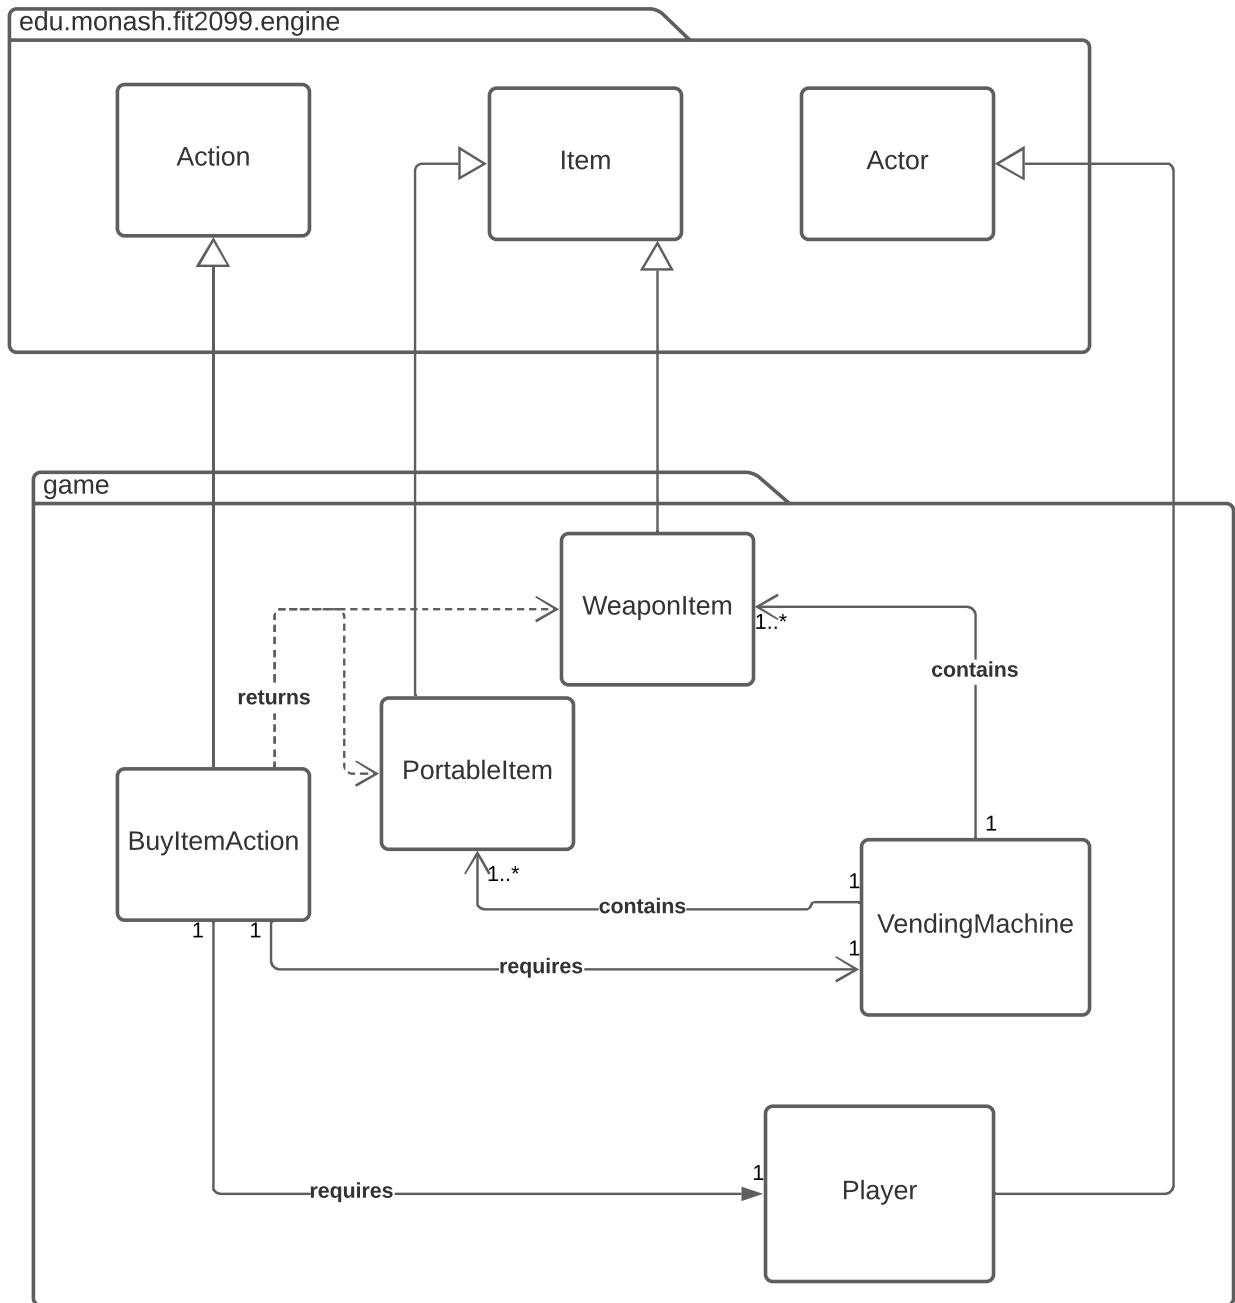 edu.monash.fit2099.engine
Action
Item
Actor
game
WeaponItem
1..*
contains
returns
PortableItem
1
BuyItemAction
1..*
1
contains
VendingMachine
1
1
1
requires
1
requires
Player